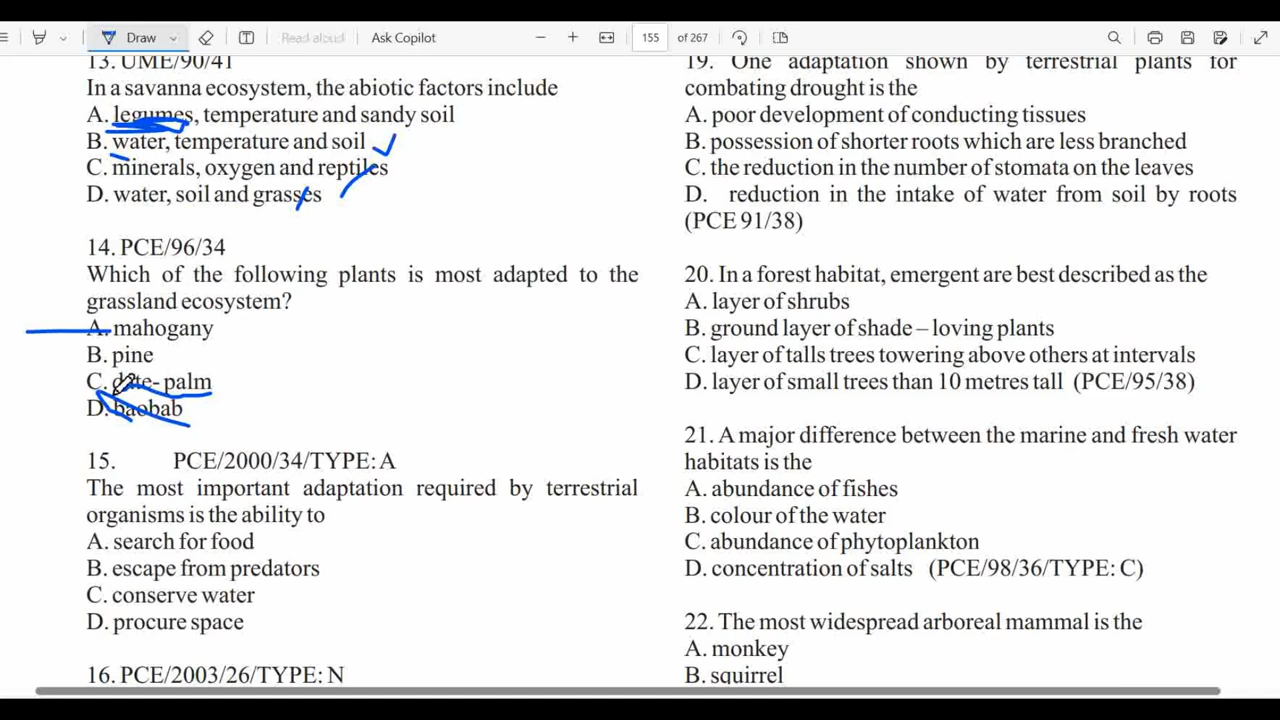 Draw
Read aloud
Ask Copilot
155
of 267
13. UME/90/41
In a savanna ecosystem, the abiotic factors include
A. legumes, temperature and sandy soil
B. water, temperature and soil
C. minerals, oxygen and reptiles
D. water, soil and grasses
14. PCE/96/34
Which of the following plants is most adapted to the
grassland ecosystem?
A. mahogany
B. pine
C. date- palm
D. baobab
15. PCE/2000/34/TYPE: A
The most important adaptation required by terrestrial
organisms is the ability to
A. search for food
B. escape from predators
C. conserve water
D. procure space
16. PCE/2003/26/TYPE: N
19. One adaptation shown by terrestrial plants for
combating drought is the
A. poor development of conducting tissues
B. possession of shorter roots which are less branched
C. the reduction in the number of stomata on the leaves
D. reduction in the intake of water from soil by roots
(PCE 91/38)
20. In a forest habitat, emergent are best described as the
A. layer of shrubs
B. ground layer of shade – loving plants
C. layer of talls trees towering above others at intervals
D. layer of small trees than 10 metres tall (PCE/95/38)
21. A major difference between the marine and fresh water
habitats is the
A. abundance of fishes
B. colour of the water
C. abundance of phytoplankton
D. concentration of salts (PCE/98/36/TYPE: C)
22. The most widespread arboreal mammal is the
A. monkey
B. squirrel